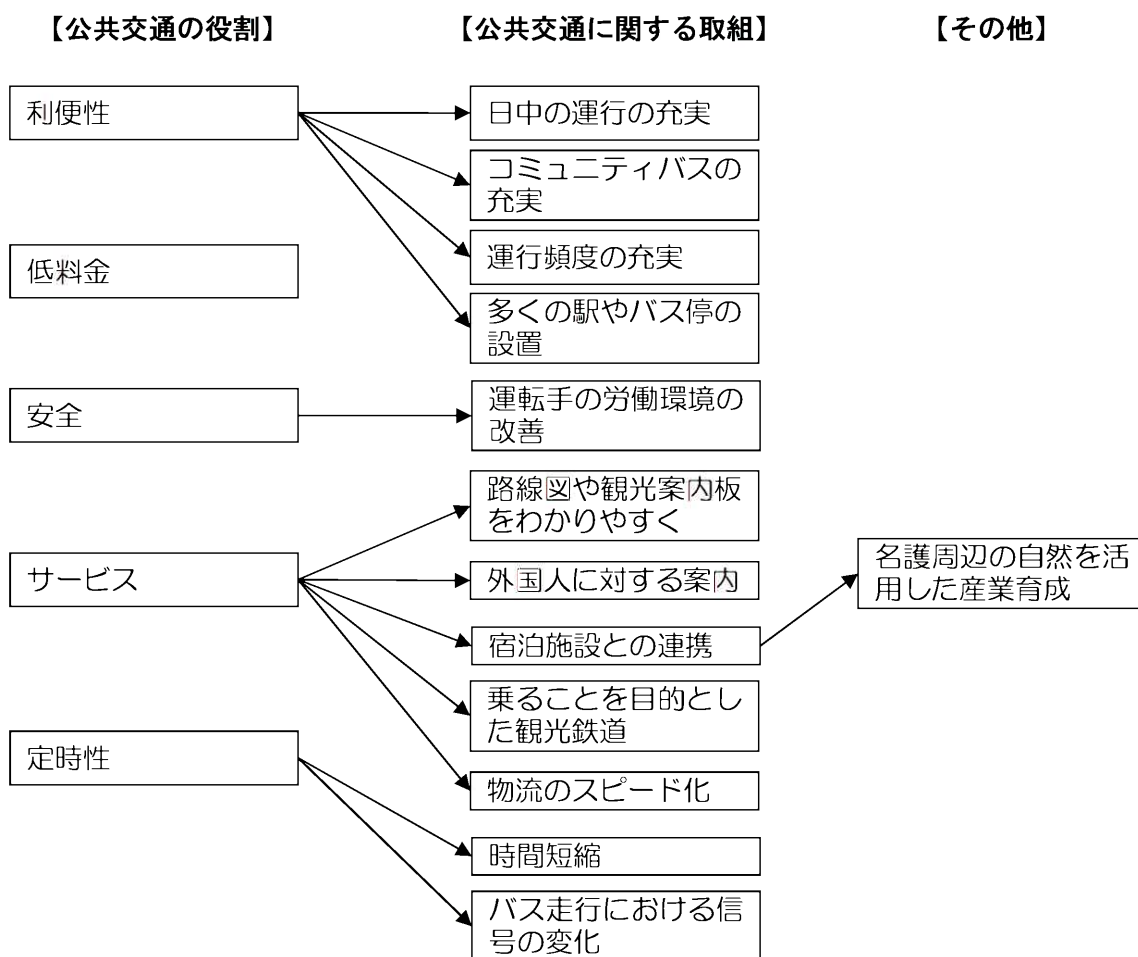 【公共交通の役割】
【公共交通に関する取組】
【その他】
利便性
日中の運行の充実
コミュニティバスの
充実
運行頻度の充実
低料金
多くの駅やバス停の
設置
安全
運転手の労働環境の
改善
路線図や観光案内板
をわかりやすく
サービス
外国人に対する案内
名護周辺の自然を活
用した産業育成
宿泊施設との連携
乗ることを目的とし
た観光鉄道
定時性
物流のスピード化
時間短縮
バス走行における信
号の変化